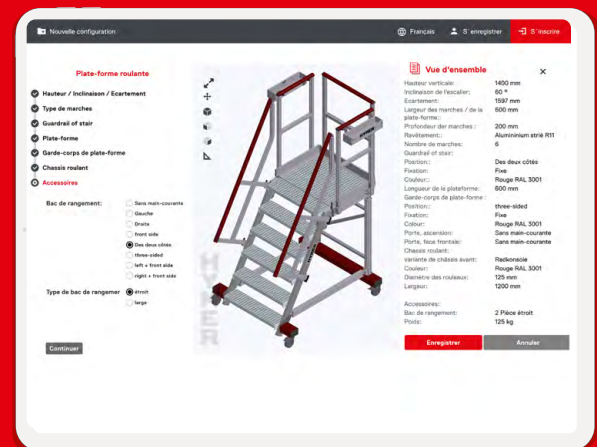 Nouvelle configuration
Français
S´enregistrer
S´inscrire
Plate-forme roulante
Hauteur / Inclinaison / Ecartement
Type de marches
Guardrail of stair
Plate-forme
Garde-corps de plate-forme
Chassis roulant
Accessoires
Bac de rangement:
Sans main-courante
Gauche
Droite
front side
Des deux côtés
three-sided
left + front side
right + front side
Type de bac de rangemer
étroit
large
Continuer
Vue d'ensemble
Hauteur verticale: 1400 mm
Inclinaison de l'escalier: 60 °
Ecartement: 1597 mm
Largeur des marches / de la plate-forme:: 600 mm
Profondeur der marches : 200 mm
Revêtement:: Alumininium strié R11
Nombre de marches: 6
Guardrail of stair:
Position:: Des deux côtés
Fixation: Fixe
Couleur:: Rouge RAL 3001
Longueur de la plateforme: 600 mm
Garde-corps de plate-forme :
Position:: three-sided
Fixation: Fixe
Colour: Rouge RAL 3001
Porte, ascension: Sans main-courante
Porte, face frontale: Sans main-courante
Chassis roulant:
Variante de châssis avant: Radkonsole
Couleur: Rouge RAL 3001
Diamètre des rouleaux: 125 mm
Largeur: 1200 mm
Accessoires:
Bac de rangement: 2 Pièce étroit
Poids: 125 kg
Enregistrer
Annuler